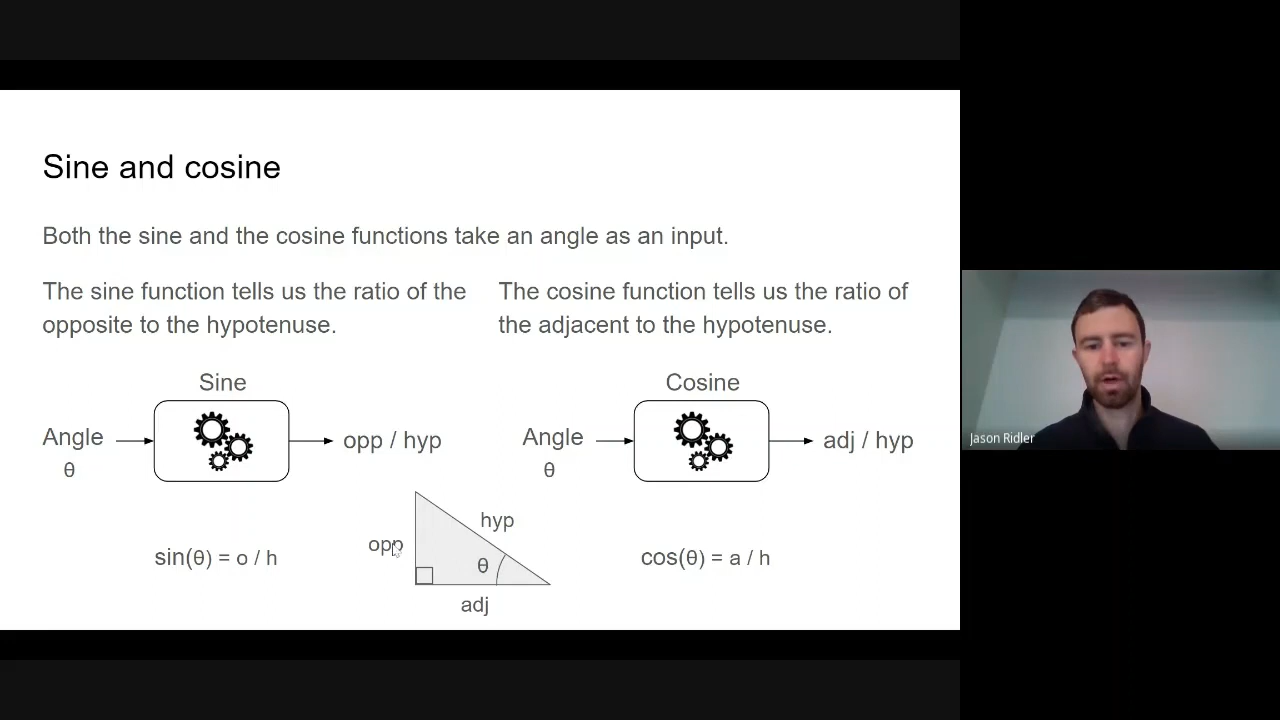 Sine and cosine
Both the sine and the cosine functions take an angle as an input.
The sine function tells us the ratio of the
opposite to the hypotenuse.
The cosine function tells us the ratio of
the adjacent to the hypotenuse.
Sine
Angle
θ
opp / hyp
Cosine
Angle
θ
adj / hyp
sin(θ) = o / h
opp
hyp
θ
adj
cos(θ) = a / h
Jason Ridler